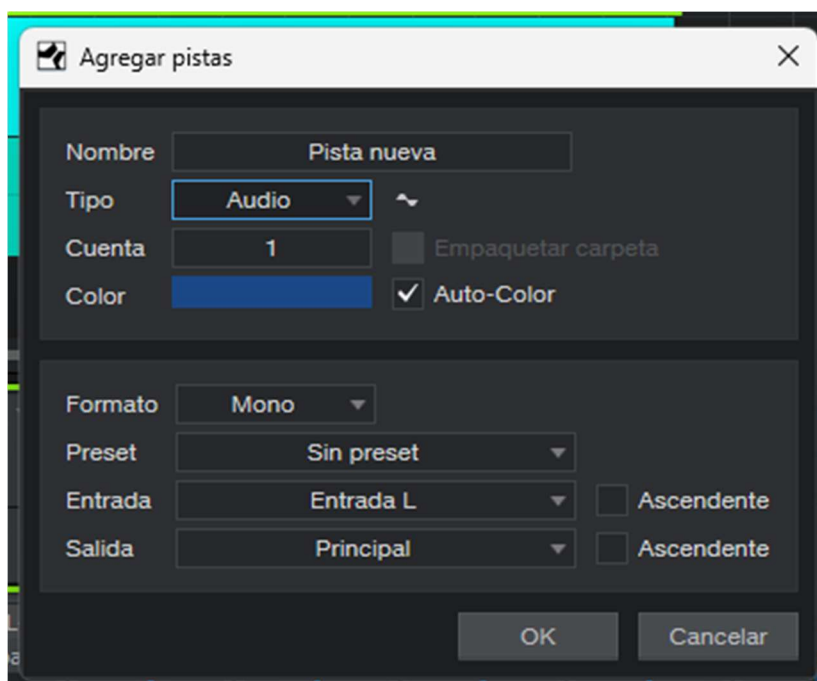 Agregar pistas
Nombre Pista nueva
Tipo Audio
Cuenta 1 Empaquetar carpeta
Color Auto-Color
Formato Mono
Preset Sin preset
Entrada Entrada L Ascendente
Salida Principal Ascendente
OK Cancelar